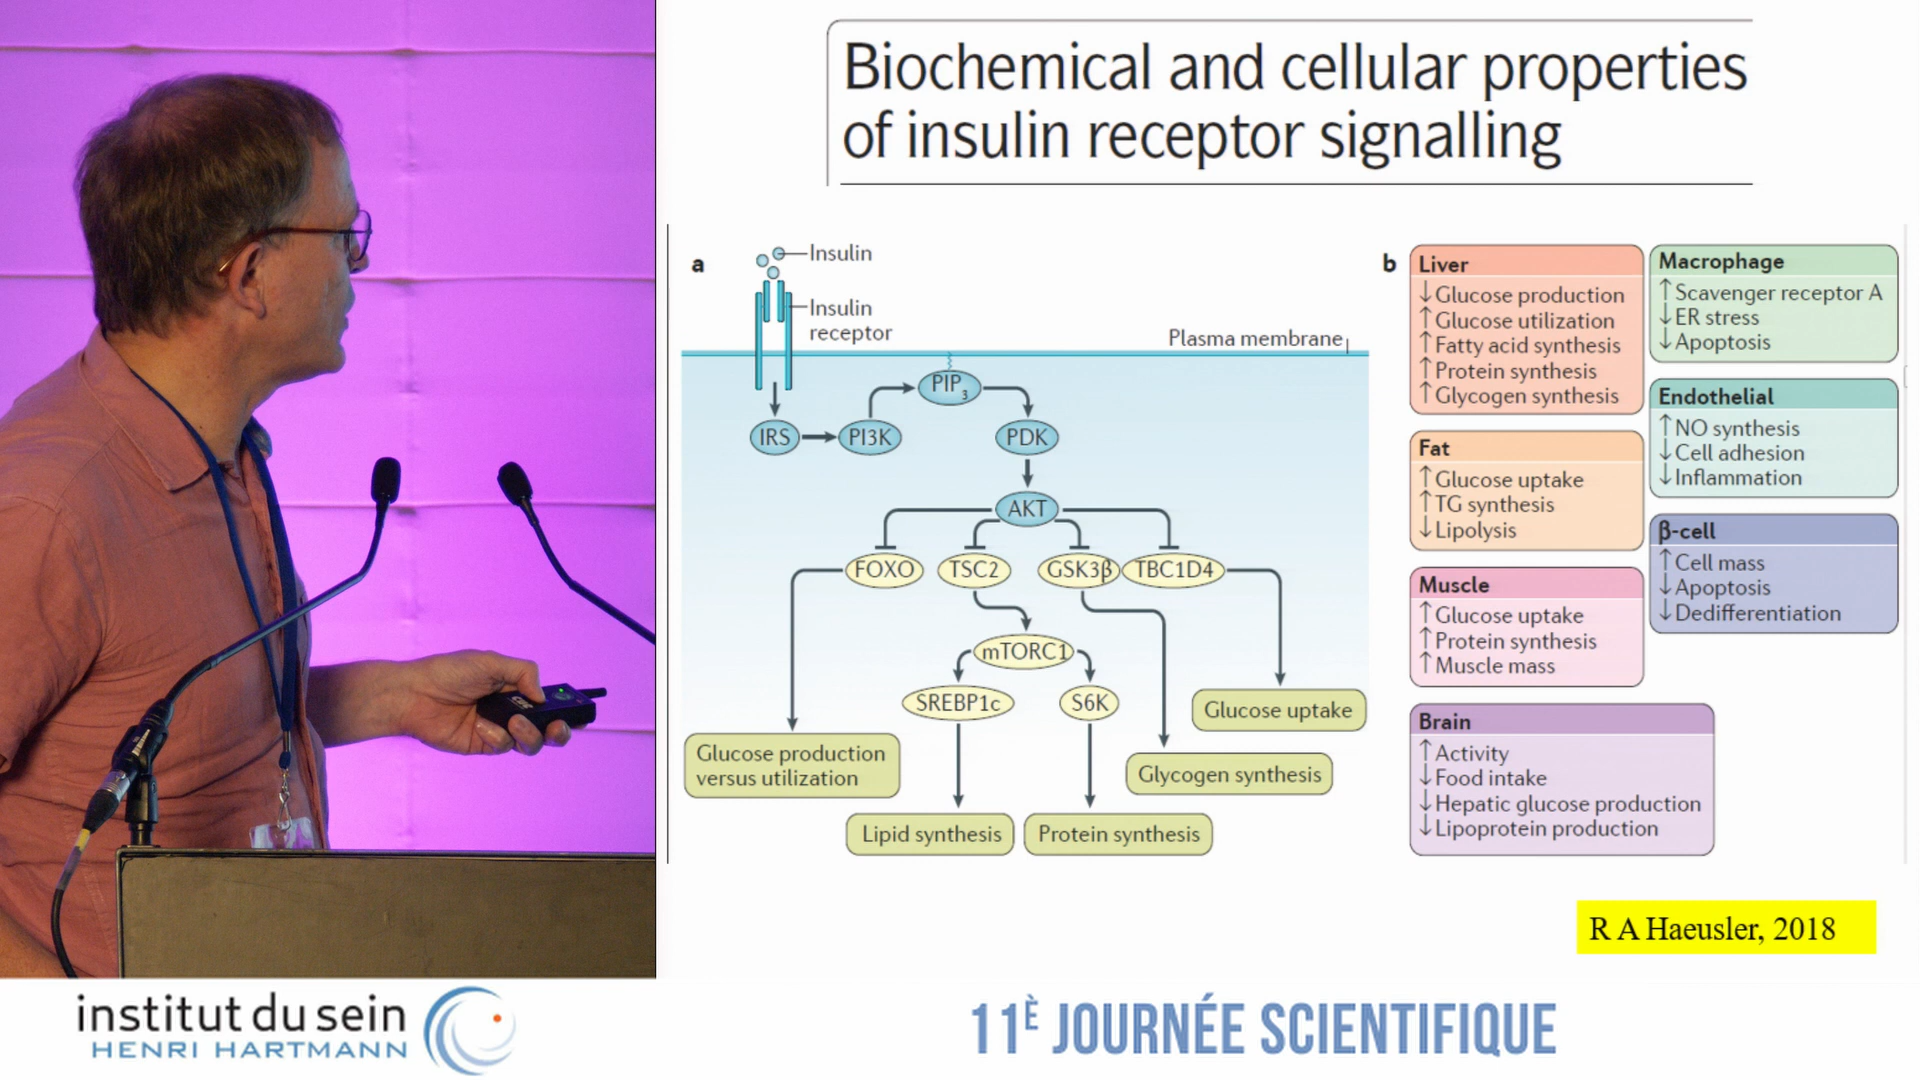 Biochemical and cellular properties
of insulin receptor signalling
a
Insulin
Insulin
receptor
Plasma membrane
PIP3
IRS
PI3K
PDK
AKT
FOXO
TSC2
GSK3β
TBC1D4
mTORC1
SREBP1c
S6K
Glucose uptake
Glucose production
versus utilization
Glycogen synthesis
Lipid synthesis
Protein synthesis
b
Liver
↓Glucose production
↑Glucose utilization
↑Fatty acid synthesis
↑Protein synthesis
↑Glycogen synthesis
Fat
↑Glucose uptake
↑TG synthesis
↓Lipolysis
Muscle
↑Glucose uptake
↑Protein synthesis
↑Muscle mass
Brain
↑Activity
↓Food intake
↓Hepatic glucose production
↓Lipoprotein production
Macrophage
↑Scavenger receptor A
↓ER stress
↓Apoptosis
Endothelial
↑NO synthesis
↓Cell adhesion
↓Inflammation
β-cell
↑Cell mass
↓Apoptosis
↓Dedifferentiation
R A Haeusler, 2018
institut du sein
HENRI HARTMANN
11È JOURNÉE SCIENTIFIQUE